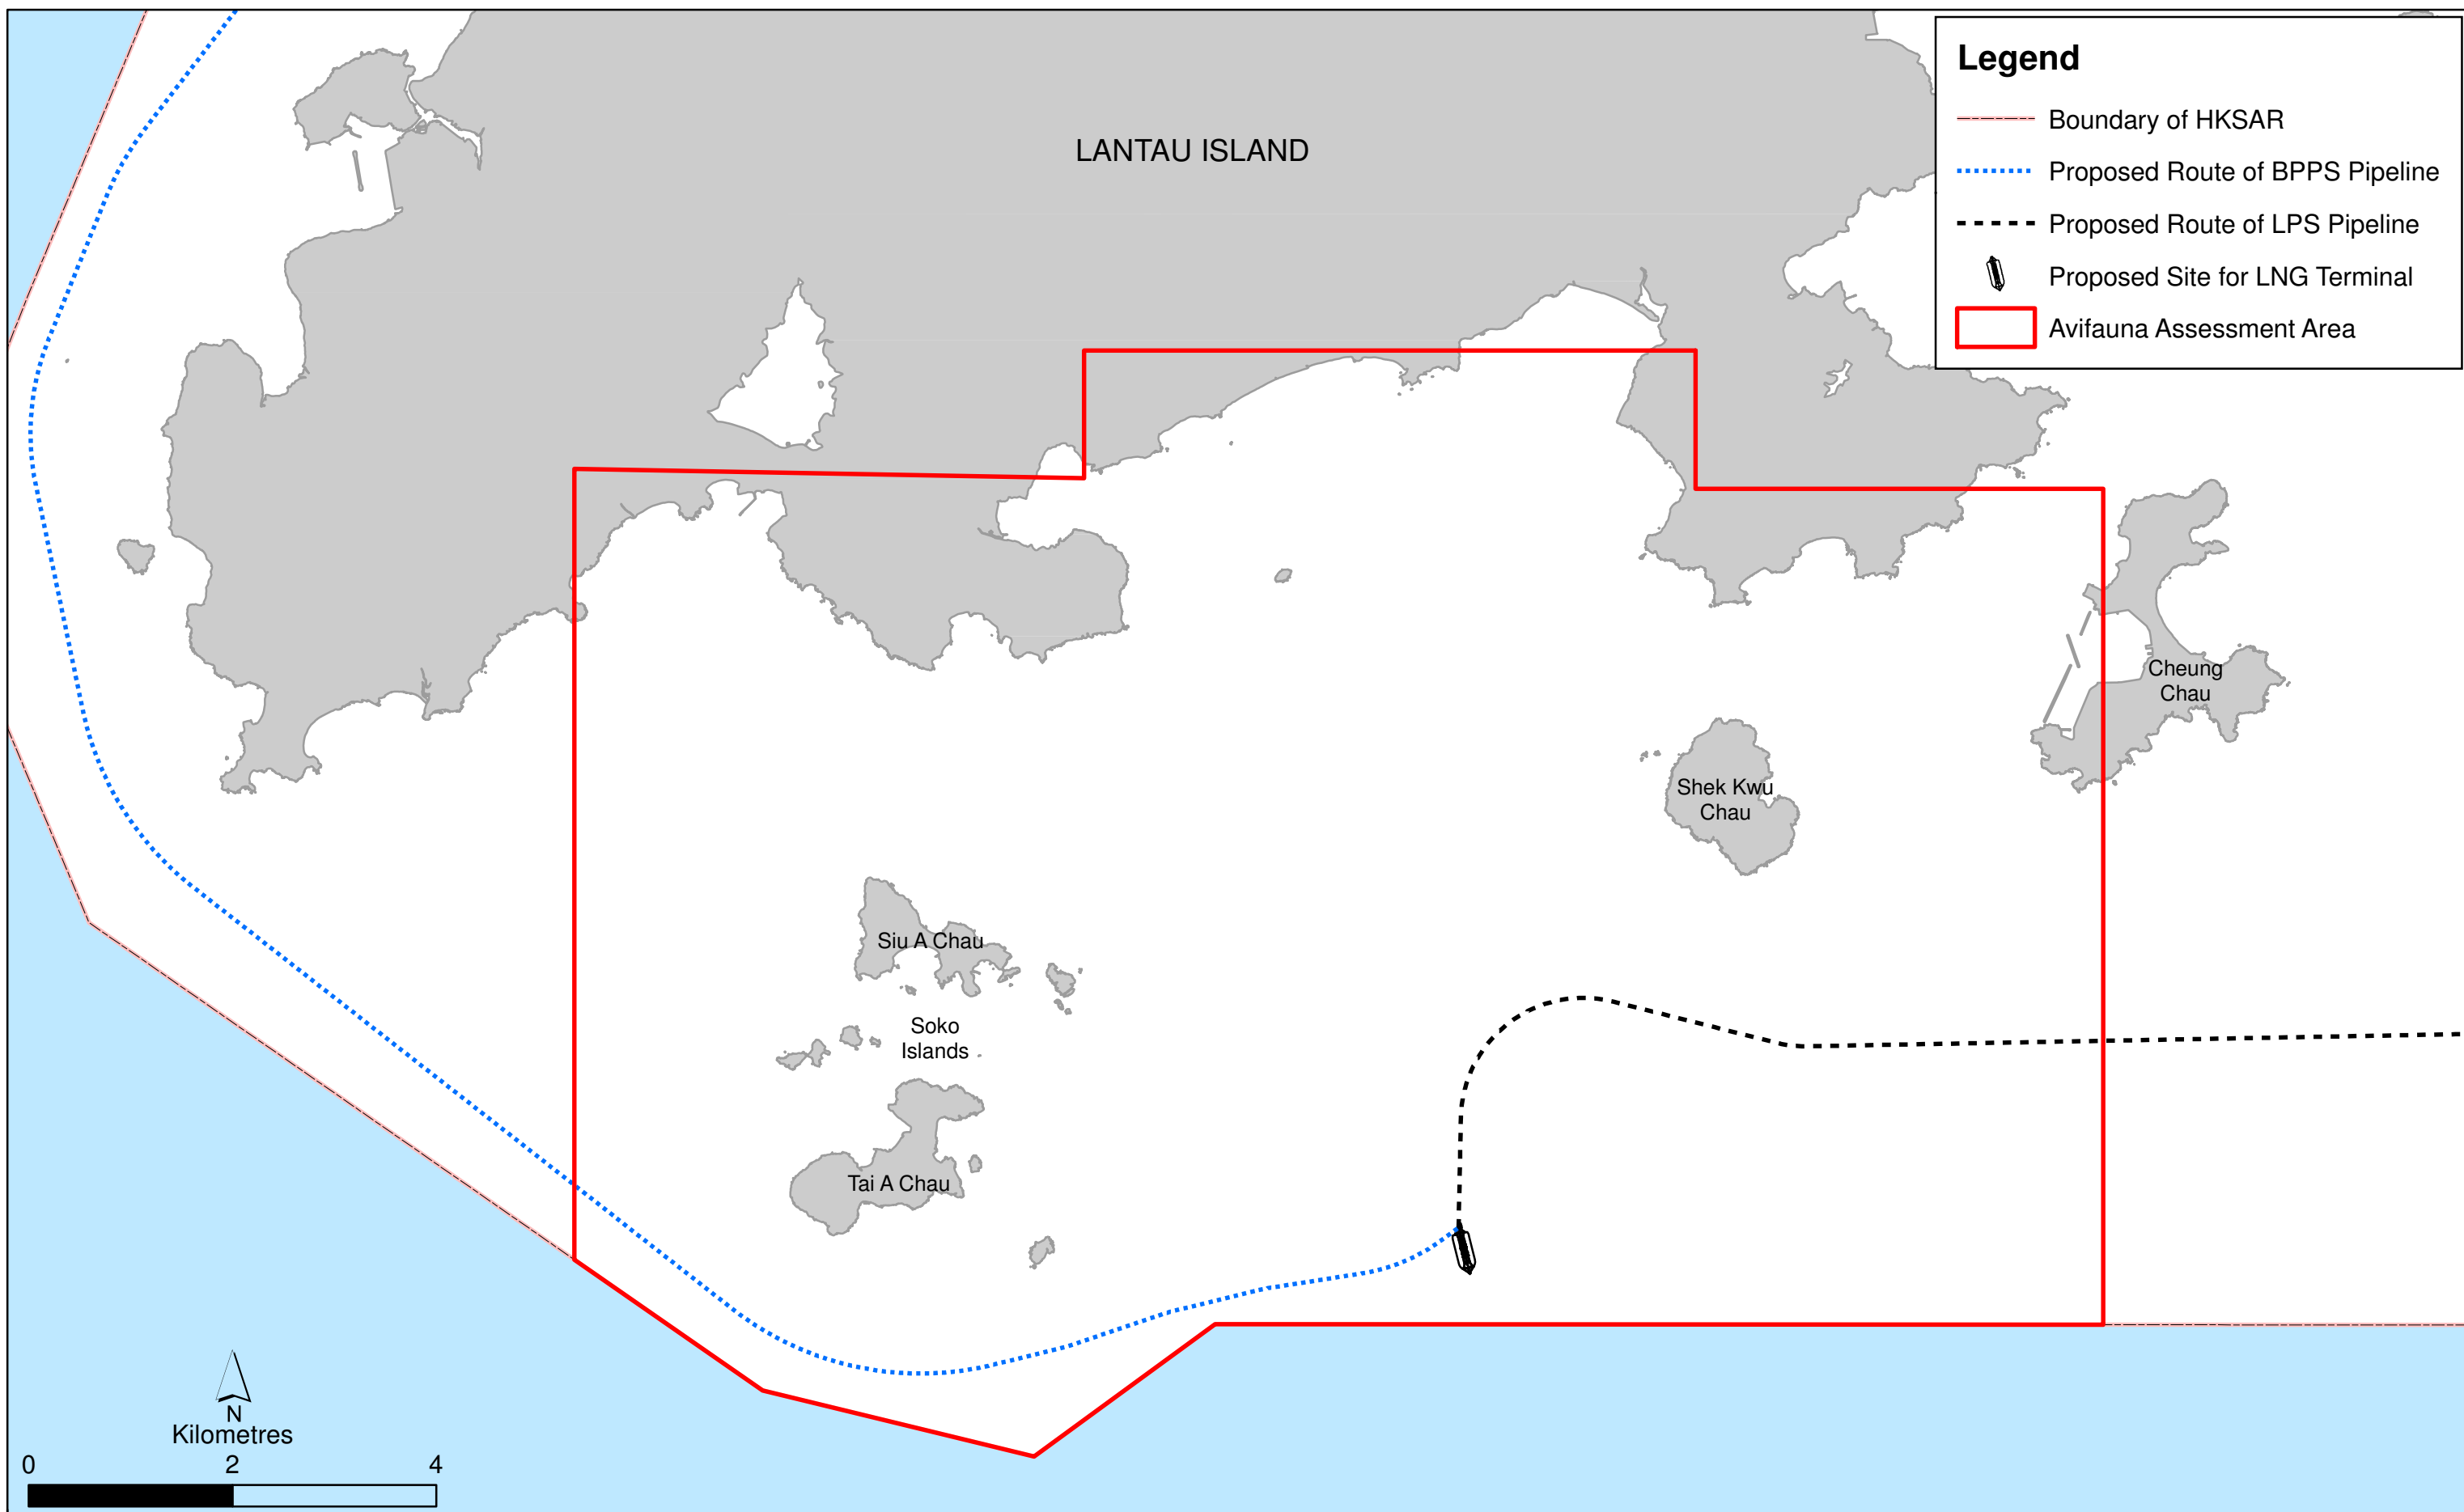 Legend
Boundary of HKSAR
Proposed Route of BPPS Pipeline
Proposed Route of LPS Pipeline
Proposed Site for LNG Terminal
Avifauna Assessment Area
LANTAU ISLAND
Cheung
Chau
Shek Kwu
Chau
Siu A Chau
Soko
Islands
Tai A Chau
N
Kilometres
0 2 4